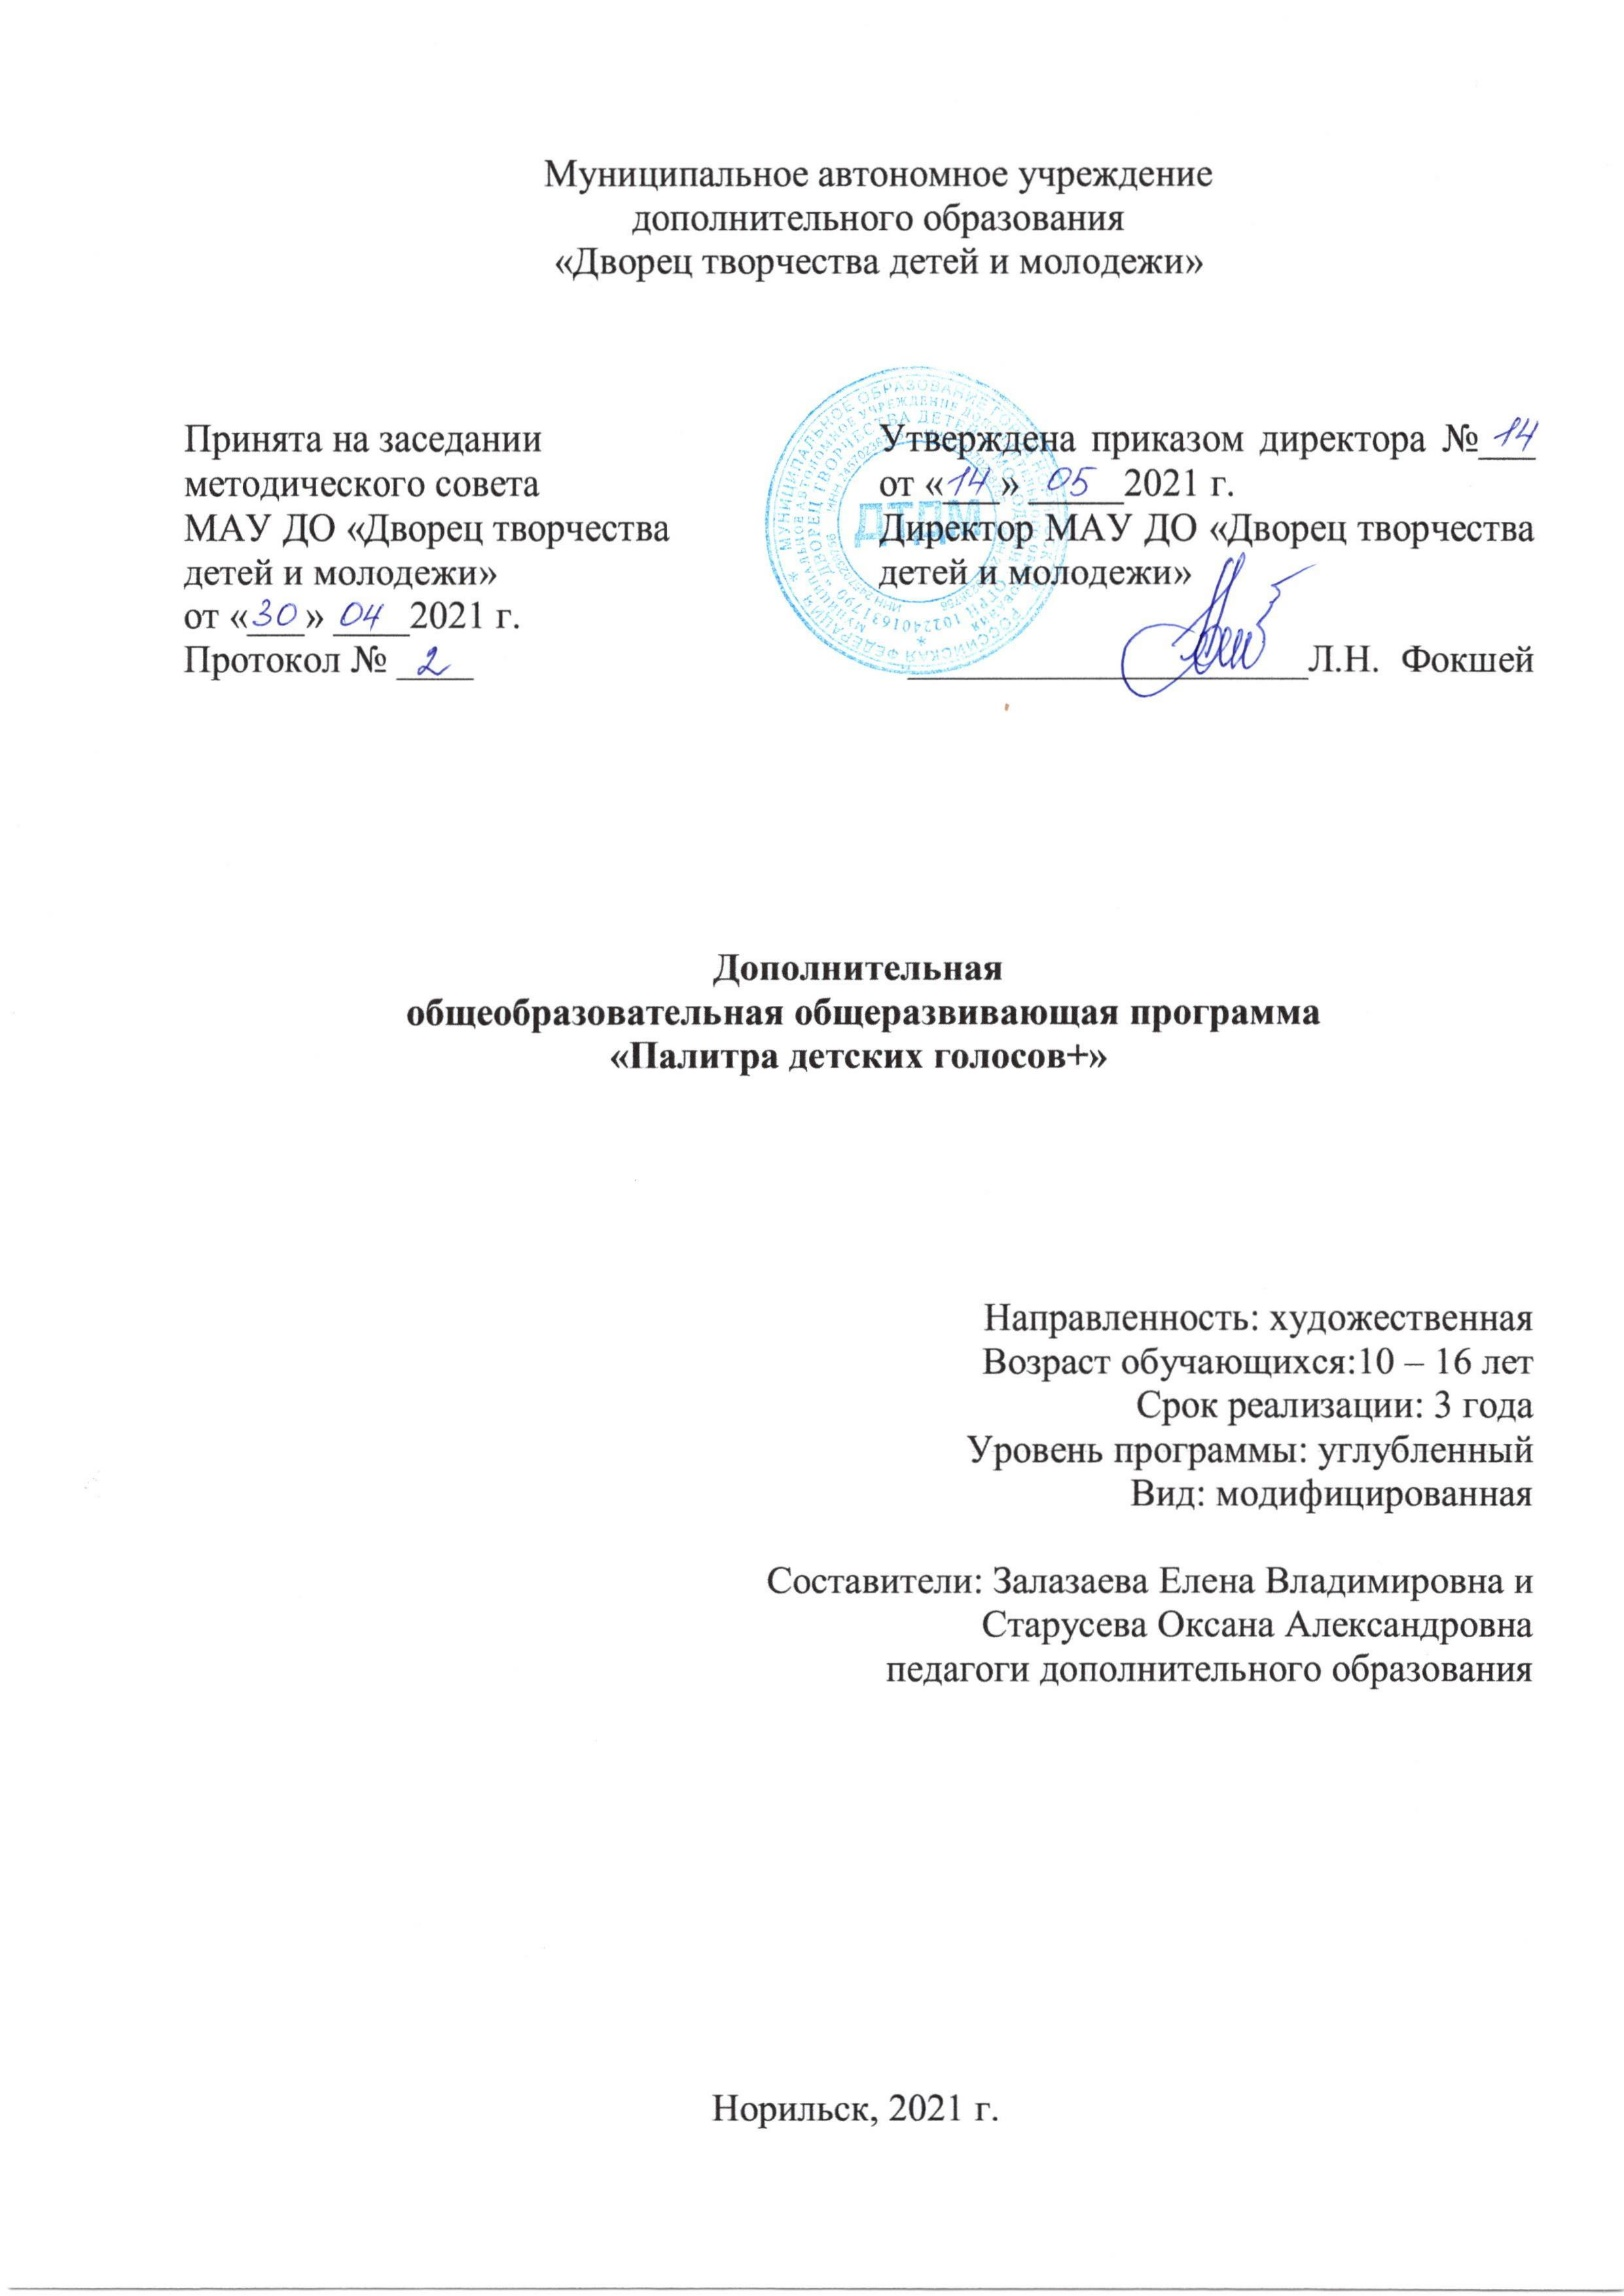 Муниципальное автономное учреждение
дополнительного образования
«Дворец творчества детей и молодежи»
Принята на заседании
методического совета
МАУ ДО «Дворец творчества
детей и молодежи»
от «30» 04 2021 г.
Протокол № 2
Утверждена приказом директора № 14
от «14» 05 2021 г.
Директор МАУ ДО «Дворец творчества
детей и молодежи»
Л.Н. Фокшей
ДТДМ
Дополнительная
общеобразовательная общеразвивающая программа
«Палитра детских голосов+»
Направленность: художественная
Возраст обучающихся:10 – 16 лет
Срок реализации: 3 года
Уровень программы: углубленный
Вид: модифицированная
Составители: Залазаева Елена Владимировна и
Старусева Оксана Александровна
педагоги дополнительного образования
Норильск, 2021 г.